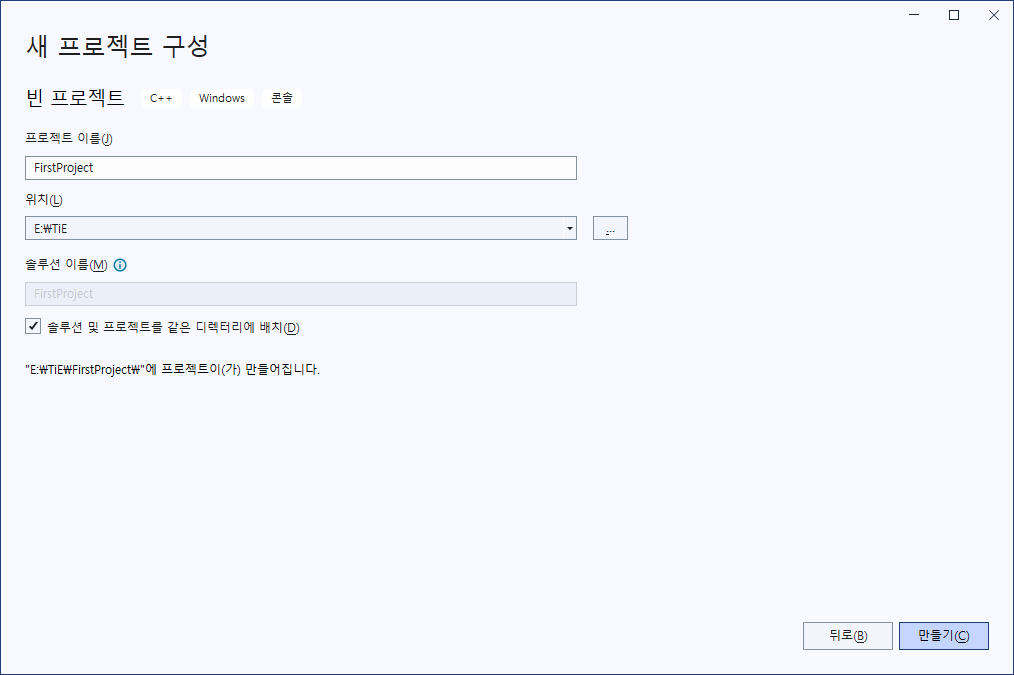 새 프로젝트 구성
빈 프로젝트 C++ Windows 콘솔
프로젝트 이름(J)
FirstProject
위치(L)
E:₩TiE
...
솔루션 이름(M)
FirstProject
솔루션 및 프로젝트를 같은 디렉터리에 배치(D)
"E:₩TiE₩FirstProject₩"에 프로젝트이(가) 만들어집니다.
뒤로(B) 만들기(C)